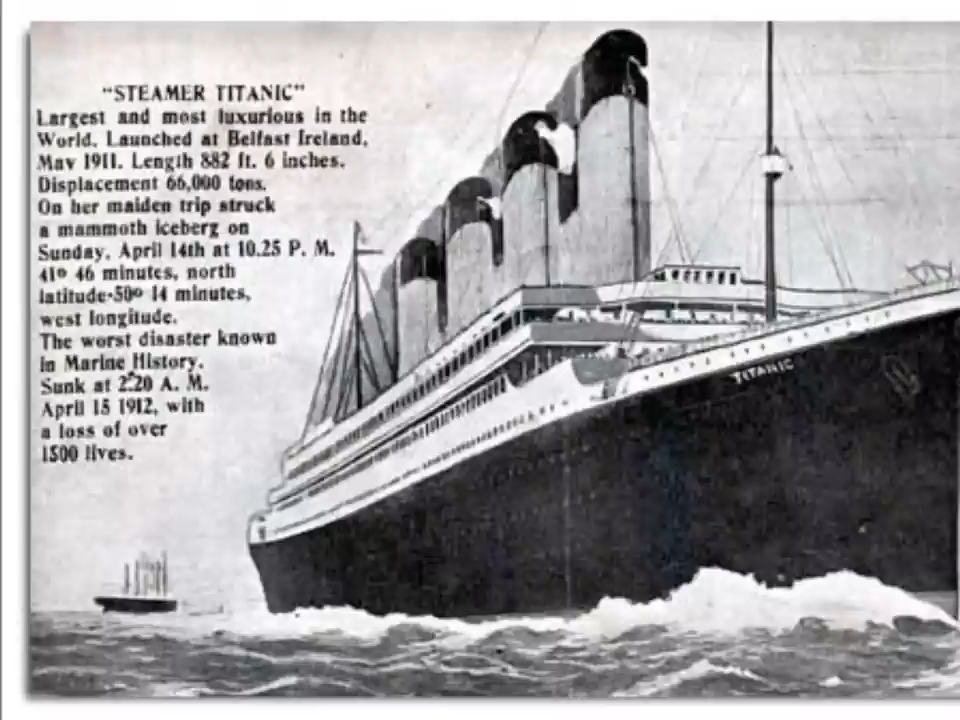 "STEAMER TITANIC"
Largest and most luxurious in the
World. Launched at Belfast Ireland,
May 1911. Length 882 ft. 6 inches.
Displacement 66,000 tons.
On her maiden trip struck
a mammoth iceberg on
Sunday, April 14th at 10.25 P. M.
41º 46 minutes, north
latitude-50º 14 minutes,
west longitude.
The worst disaster known
in Marine History.
Sunk at 2:20 A. M.
April 15 1912, with
a loss of over
1500 lives.
TITANIC